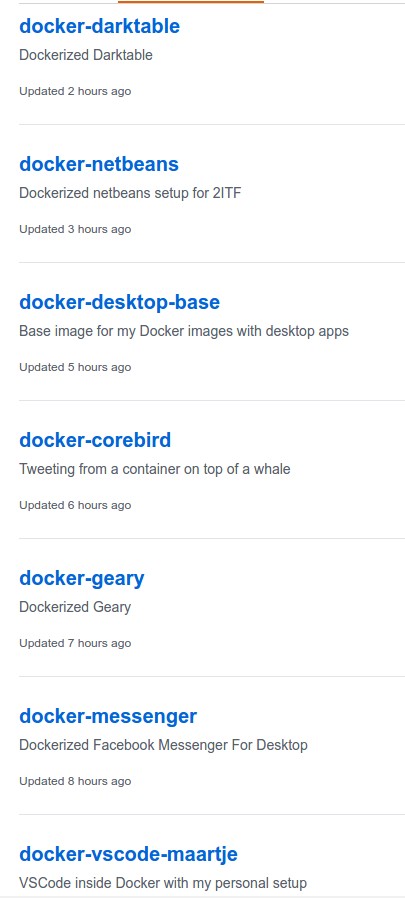 docker-darktable
Dockerized Darktable
Updated 2 hours ago
docker-netbeans
Dockerized netbeans setup for 2ITF
Updated 3 hours ago
docker-desktop-base
Base image for my Docker images with desktop apps
Updated 5 hours ago
docker-corebird
Tweeting from a container on top of a whale
Updated 6 hours ago
docker-geary
Dockerized Geary
Updated 7 hours ago
docker-messenger
Dockerized Facebook Messenger For Desktop
Updated 8 hours ago
docker-vscode-maartje
VSCode inside Docker with my personal setup